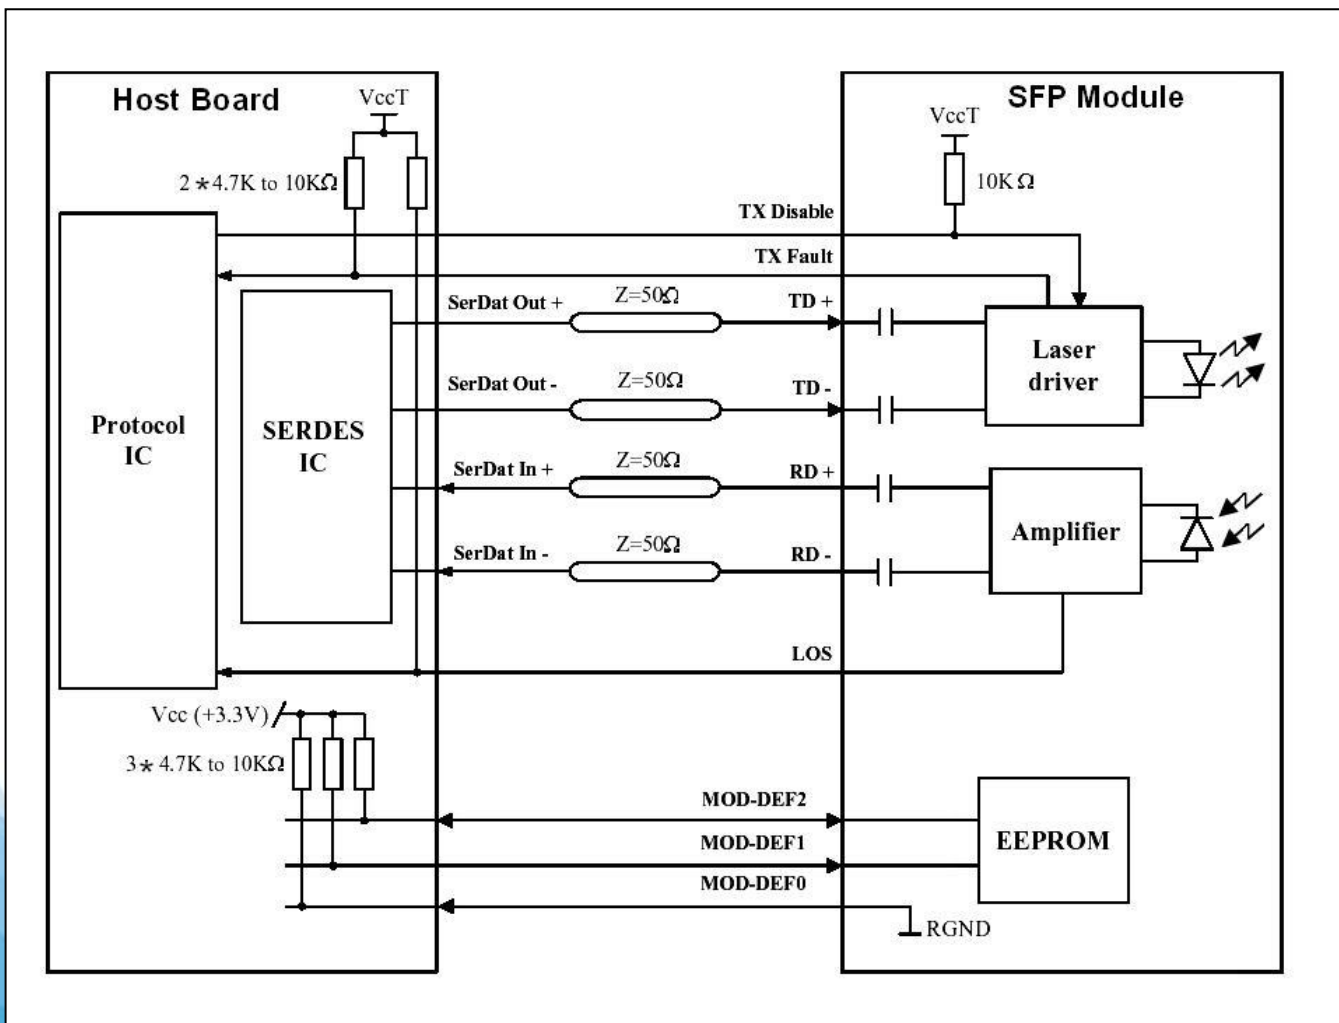 Host Board
SFP Module
VccT
VccT
2*4.7K to 10KΩ
10KΩ
TX Disable
TX Fault
SerDat Out +
Z=50Ω
TD +
Laser
driver
SerDat Out -
Z=50Ω
TD -
Protocol
IC
SERDES
IC
SerDat In +
Z=50Ω
RD +
Amplifier
SerDat In -
Z=50Ω
RD -
LOS
Vcc (+3.3V)
3* 4.7K to 10KΩ
MOD-DEF2
MOD-DEF1
EEPROM
MOD-DEF0
RGND